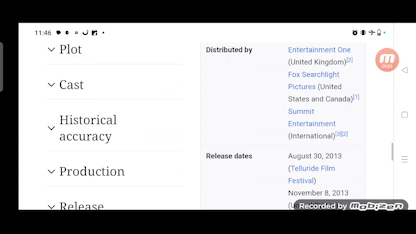 11:46
Plot
Cast
Historical
accuracy
Production
Release
Distributed by
Entertainment One
(United Kingdom)[2]
Fox Searchlight
Pictures (United
States and Canada)[1]
Summit
Entertainment
(International)[3][2]
Release dates
August 30, 2013
(Telluride Film
Festival)
November 8, 2013
Recorded by mobizen